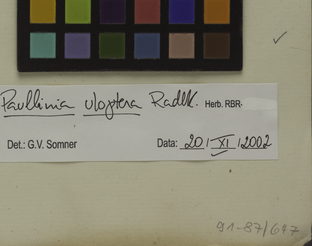 Paullinia uloptera Radlk. Herb. RBR.
Det.: G.V. Somner Data: 20 / XI / 2002
91-87/647